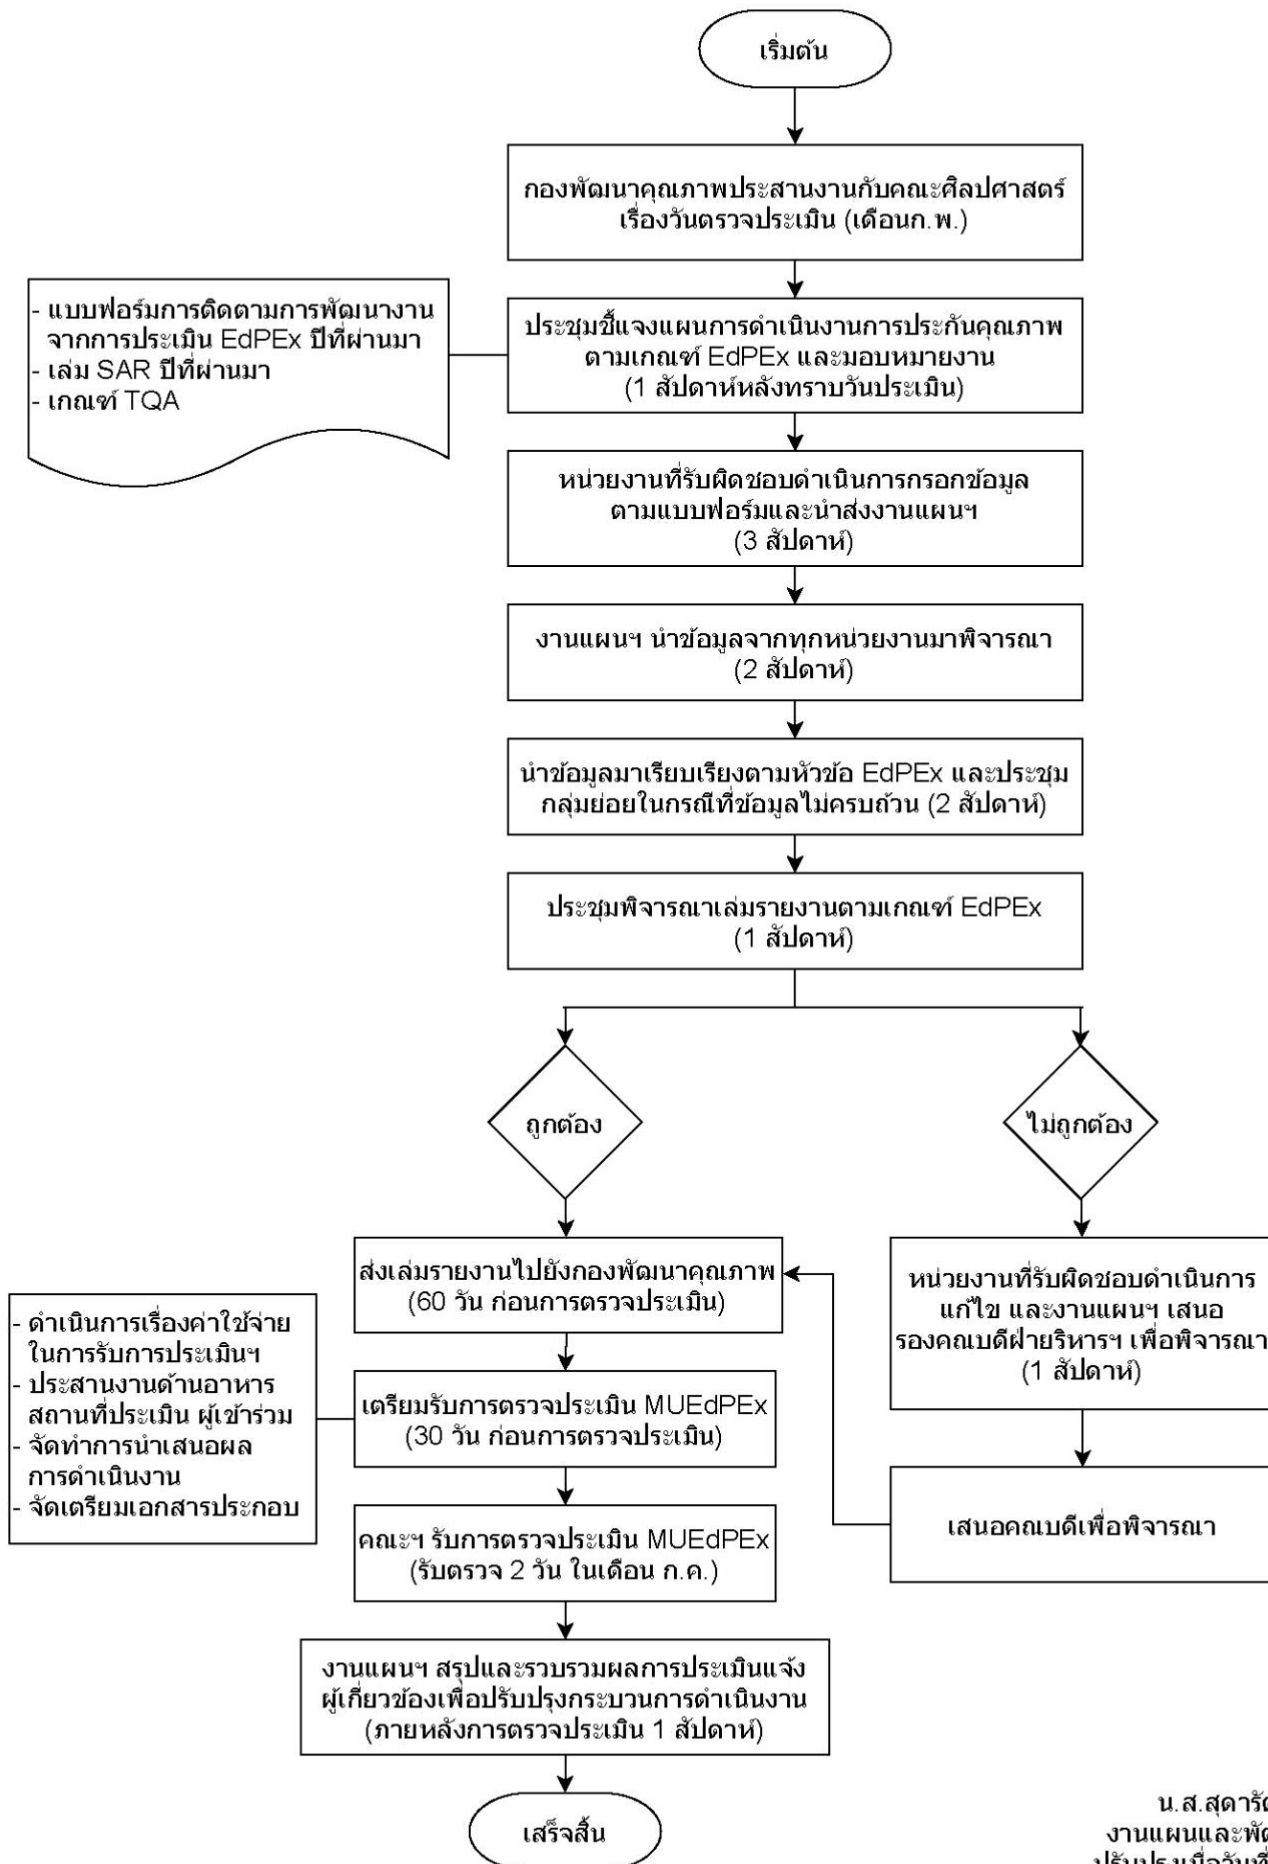 เริ่มต้น
กองพัฒนาคุณภาพประสานงานกับคณะศิลปศาสตร์
เรื่องวันตรวจประเมิน (เดือนก.พ.)
- แบบฟอร์มการติดตามการพัฒนางาน
จากการประเมิน EdPEx ปีที่ผ่านมา
- เล่ม SAR ปีที่ผ่านมา
- เกณฑ์ TQA
ประชุมชี้แจงแผนการดำเนินงานการประกันคุณภาพ
ตามเกณฑ์ EdPEx และมอบหมายงาน
(1 สัปดาห์หลังทราบวันประเมิน)
หน่วยงานที่รับผิดชอบดำเนินการกรอกข้อมูล
ตามแบบฟอร์มและนำส่งงานแผนฯ
(3 สัปดาห์)
งานแผนฯ นำข้อมูลจากทุกหน่วยงานมาพิจารณา
(2 สัปดาห์)
นำข้อมูลมาเรียบเรียงตามหัวข้อ EdPEx และประชุม
กลุ่มย่อยในกรณีที่ข้อมูลไม่ครบถ้วน (2 สัปดาห์)
ประชุมพิจารณาเล่มรายงานตามเกณฑ์ EdPEx
(1 สัปดาห์)
ถูกต้อง
ไม่ถูกต้อง
ส่งเล่มรายงานไปยังกองพัฒนาคุณภาพ
(60 วัน ก่อนการตรวจประเมิน)
หน่วยงานที่รับผิดชอบดำเนินการ
แก้ไข และงานแผนฯ เสนอ
รองคณบดีฝ่ายริหารฯ เพื่อพิจารณา
(1 สัปดาห์)
- ดำเนินการเรื่องค่าใช้จ่าย
ในการรับการประเมินฯ
- ประสานงานด้านอาหาร
สถานที่ประเมิน ผู้เข้าร่วม
- จัดทำการนำเสนอผล
การดำเนินงาน
- จัดเตรียมเอกสารประกอบ
เตรียมรับการตรวจประเมิน MUEdPEx
(30 วัน ก่อนการตรวจประเมิน)
เสนอคณบดีเพื่อพิจารณา
คณะฯ รับการตรวจประเมิน MUEdPEx
(รับตรวจ 2 วัน ในเดือน ก.ค.)
งานแผนฯ สรุปและรวบรวมผลการประเมินแจ้ง
ผู้เกี่ยวข้องเพื่อปรับปรุงกระบวนการดำเนินงาน
(ภายหลังการตรวจประเมิน 1 สัปดาห์)
เสร็จสิ้น
น.ส.สุดารั
งานแผนและพั
ปรับปรุงเมื่อวันที่